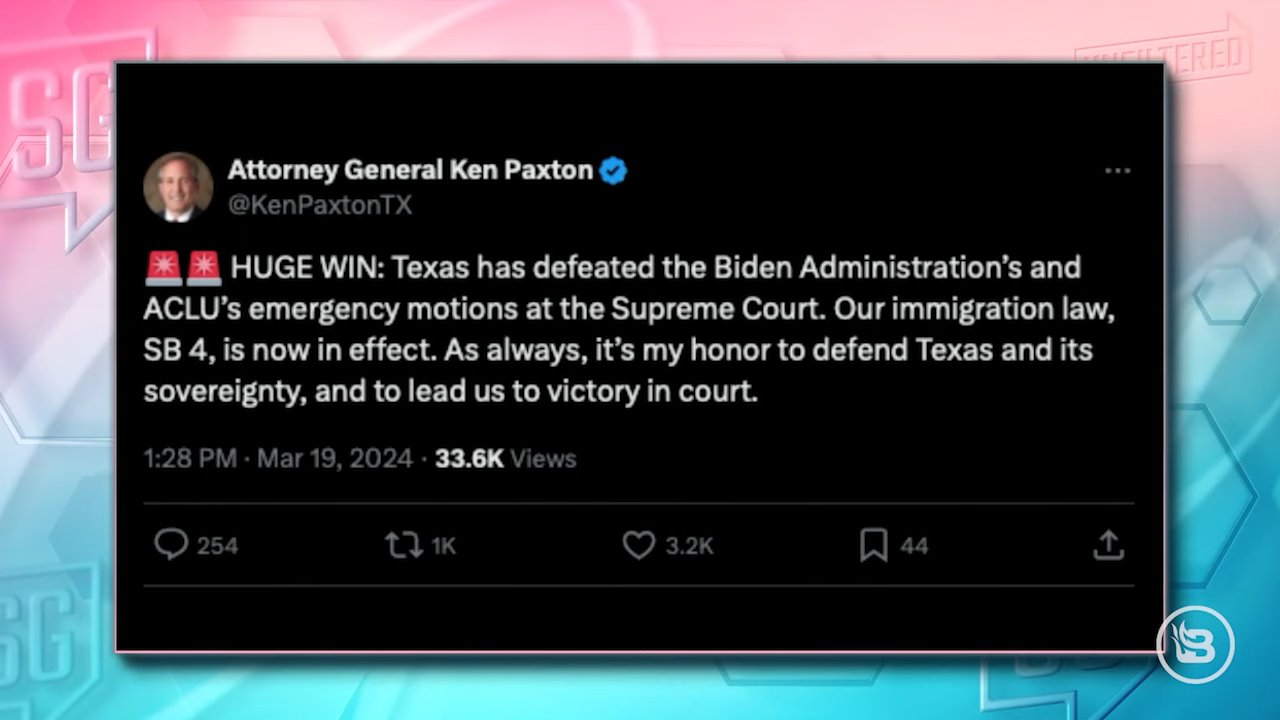 SG
UNFILTERED
Attorney General Ken Paxton
@KenPaxtonTX
🚨🚨 HUGE WIN: Texas has defeated the Biden Administration’s and
ACLU’s emergency motions at the Supreme Court. Our immigration law,
SB 4, is now in effect. As always, it’s my honor to defend Texas and its
sovereignty, and to lead us to victory in court.
1:28 PM · Mar 19, 2024 · 33.6K Views
254 1K 3.2K 44
SG
B